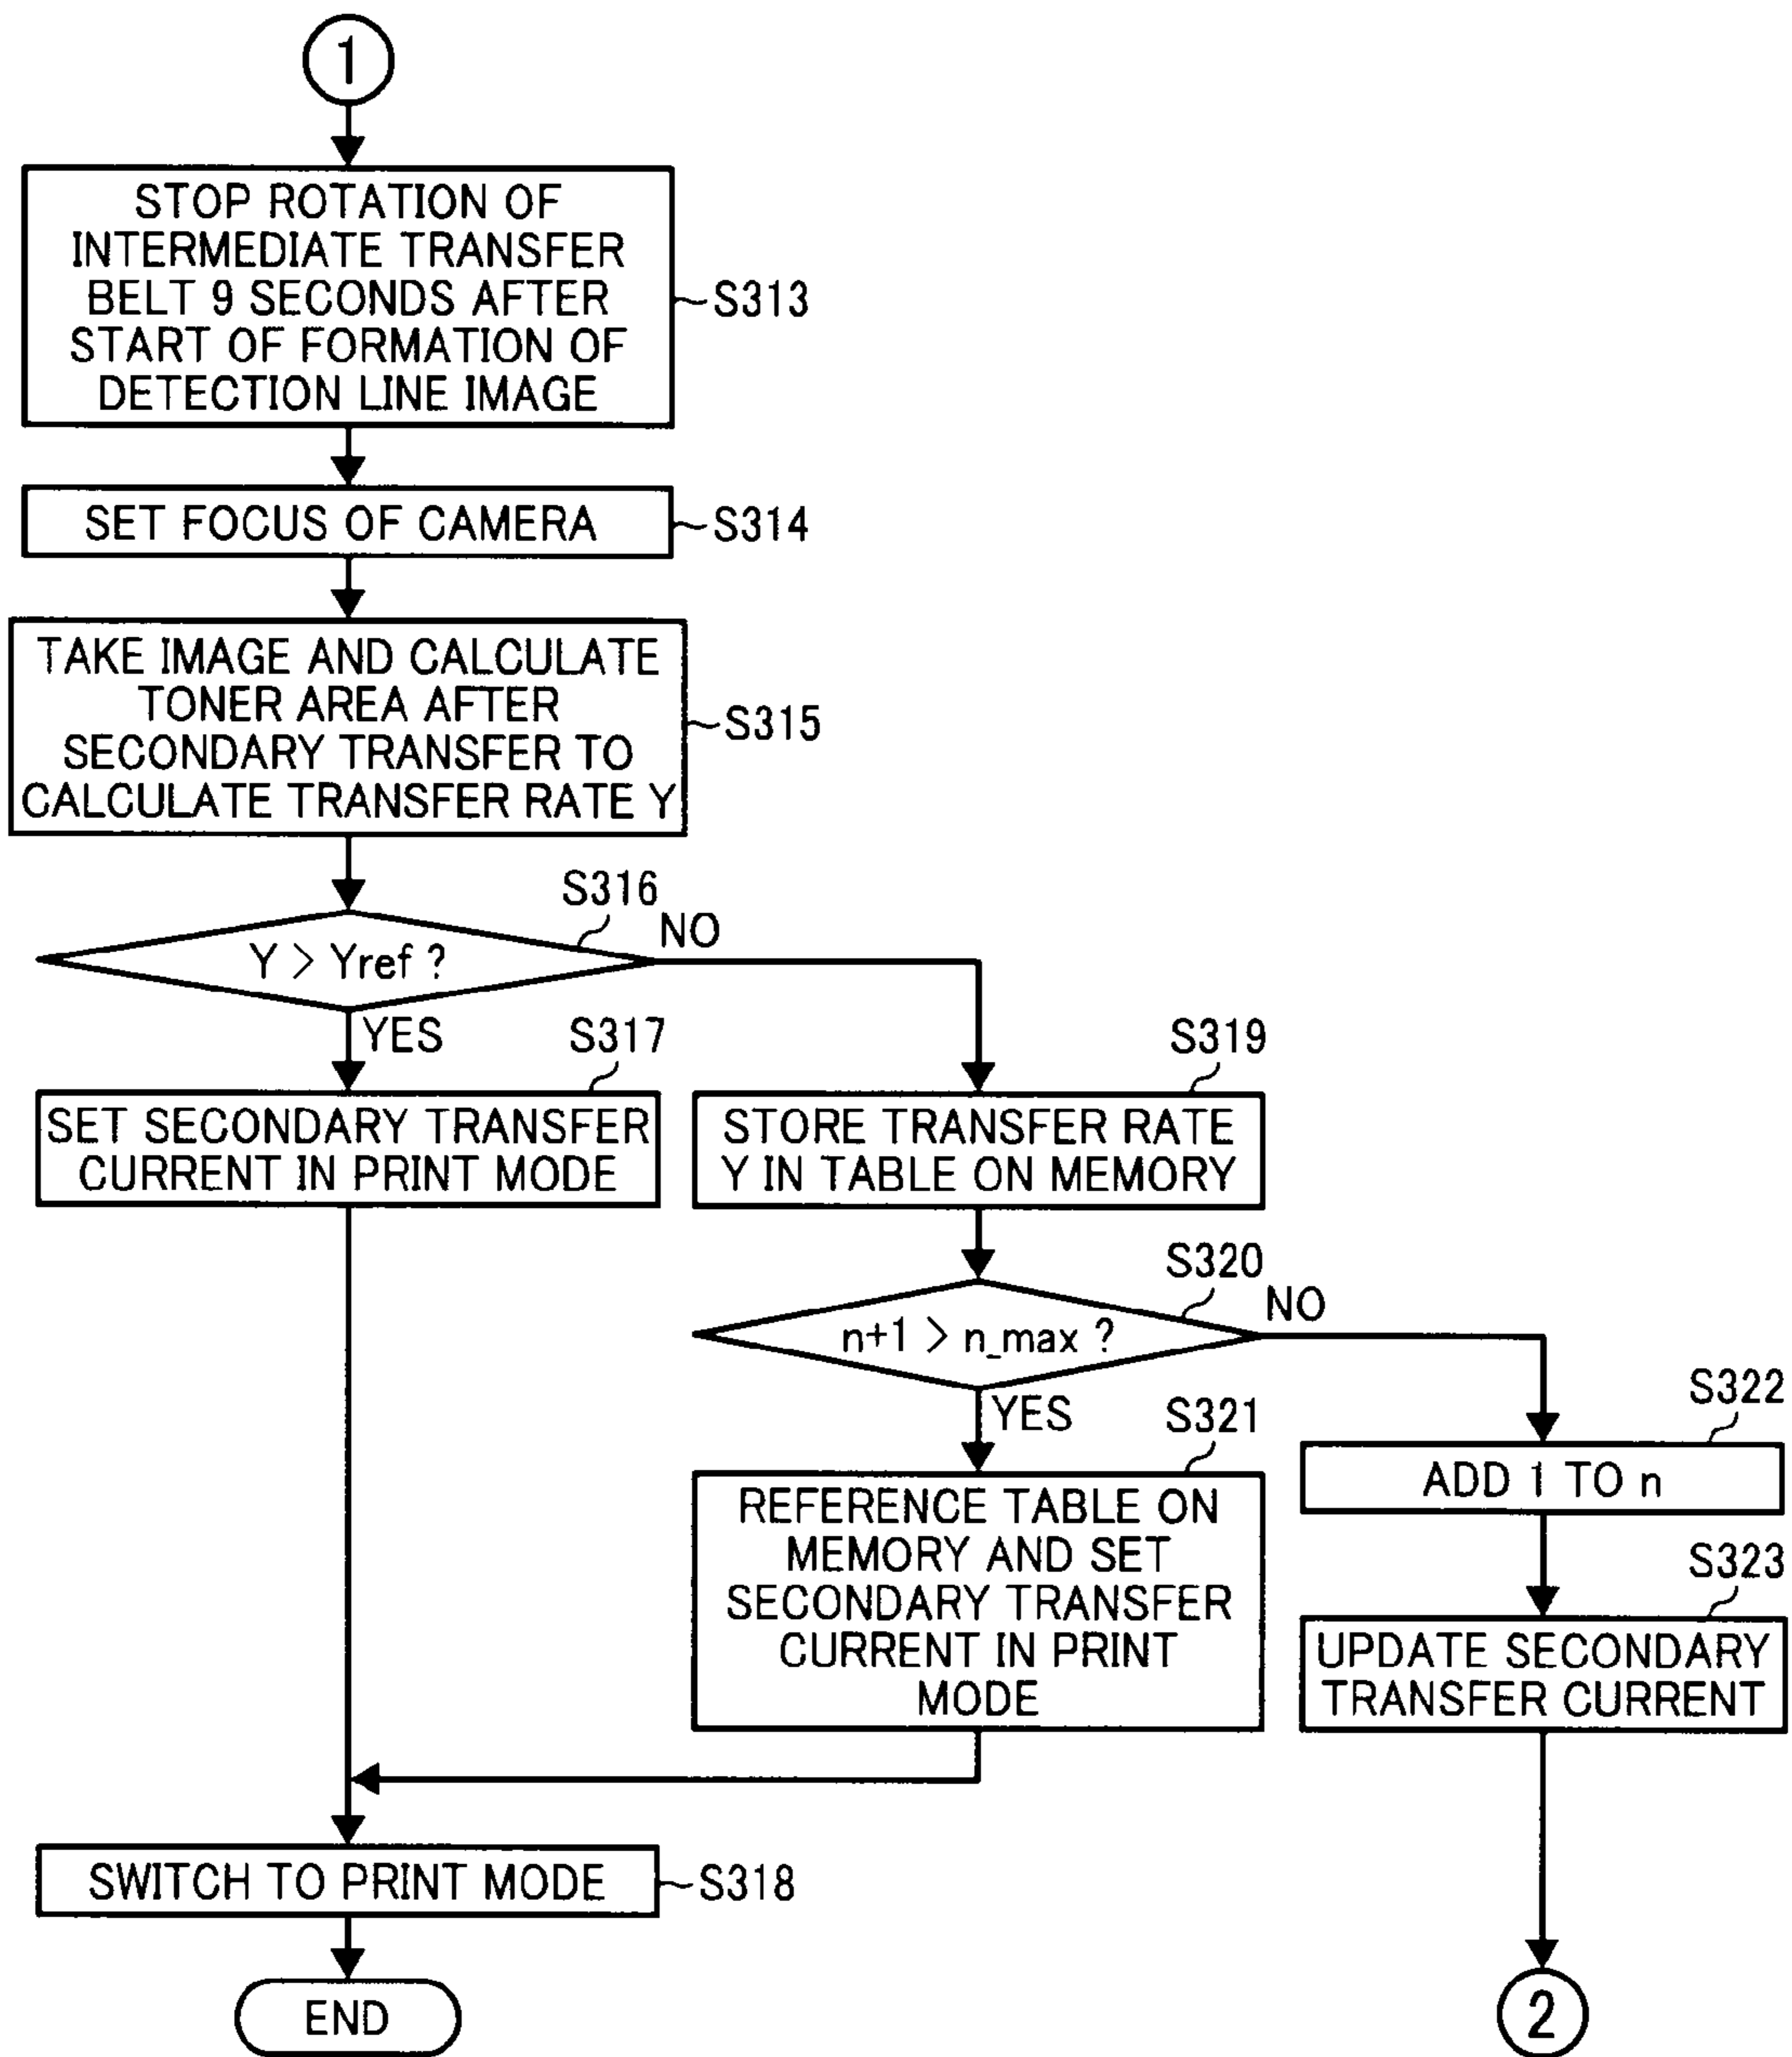 1
STOP ROTATION OF
INTERMEDIATE TRANSFER
BELT 9 SECONDS AFTER
START OF FORMATION OF
DETECTION LINE IMAGE
S313
SET FOCUS OF CAMERA
S314
TAKE IMAGE AND CALCULATE
TONER AREA AFTER
SECONDARY TRANSFER TO
CALCULATE TRANSFER RATE Y
S315
S316
Y > Yref ?
NO
YES
S317
SET SECONDARY TRANSFER
CURRENT IN PRINT MODE
S319
STORE TRANSFER RATE
Y IN TABLE ON MEMORY
S320
n+1 > n_max ?
NO
YES
S321
REFERENCE TABLE ON
MEMORY AND SET
SECONDARY TRANSFER
CURRENT IN PRINT
MODE
S322
ADD 1 TO n
S323
UPDATE SECONDARY
TRANSFER CURRENT
SWITCH TO PRINT MODE
S318
END
2